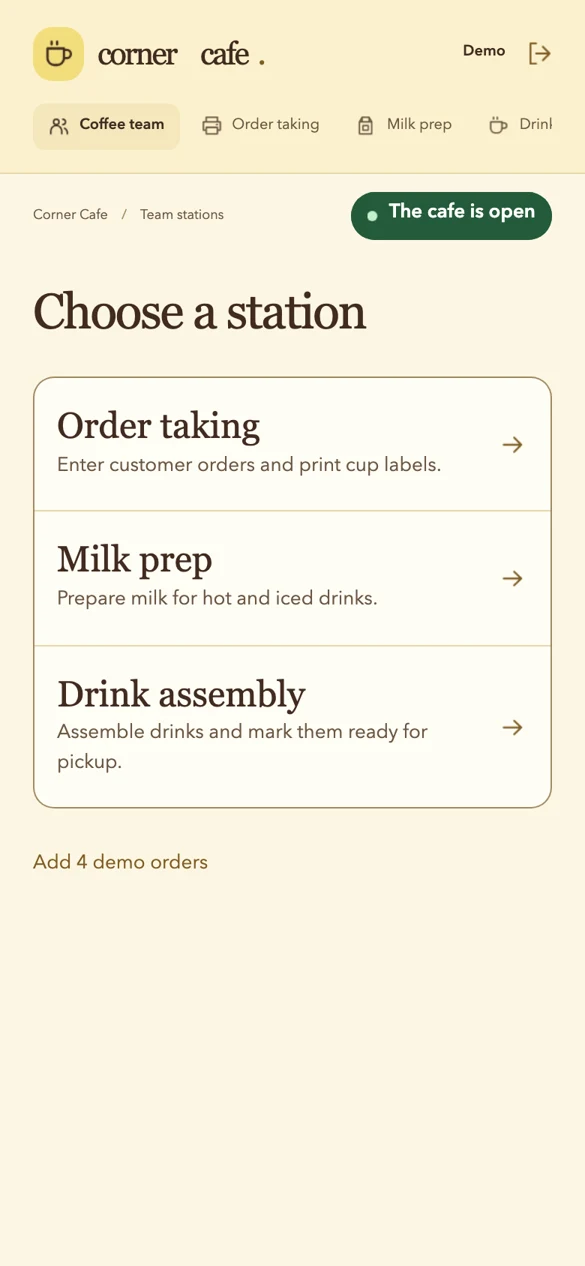 corner cafe .
Demo
Coffee team
Order taking
Milk prep
Drink
Corner Cafe / Team stations
The cafe is open
Choose a station
Order taking
Enter customer orders and print cup labels.
Milk prep
Prepare milk for hot and iced drinks.
Drink assembly
Assemble drinks and mark them ready for
pickup.
Add 4 demo orders